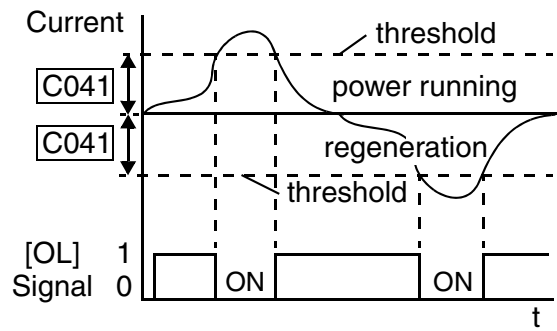 Current
threshold
C041
power running
C041
regeneration
threshold
[OL] 1
Signal 0 ON ON
t